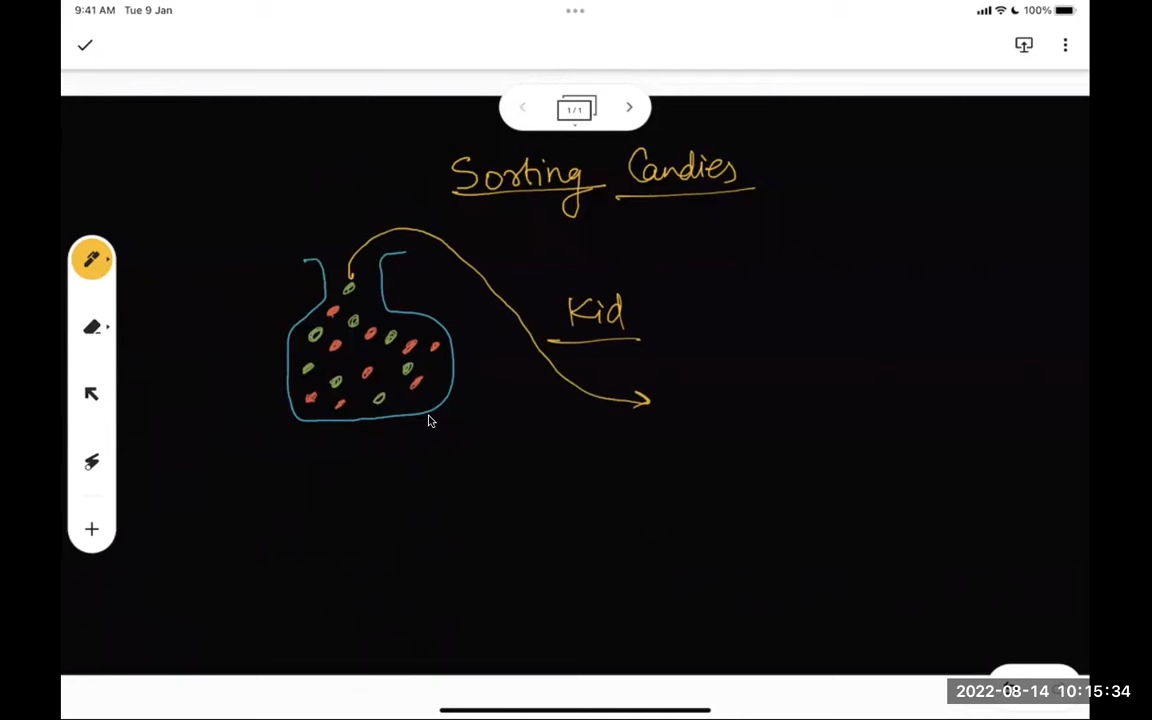 9:41 AM Tue 9 Jan
100%
1/1
Sorting Candies
Kid
2022-08-14 10:15:34